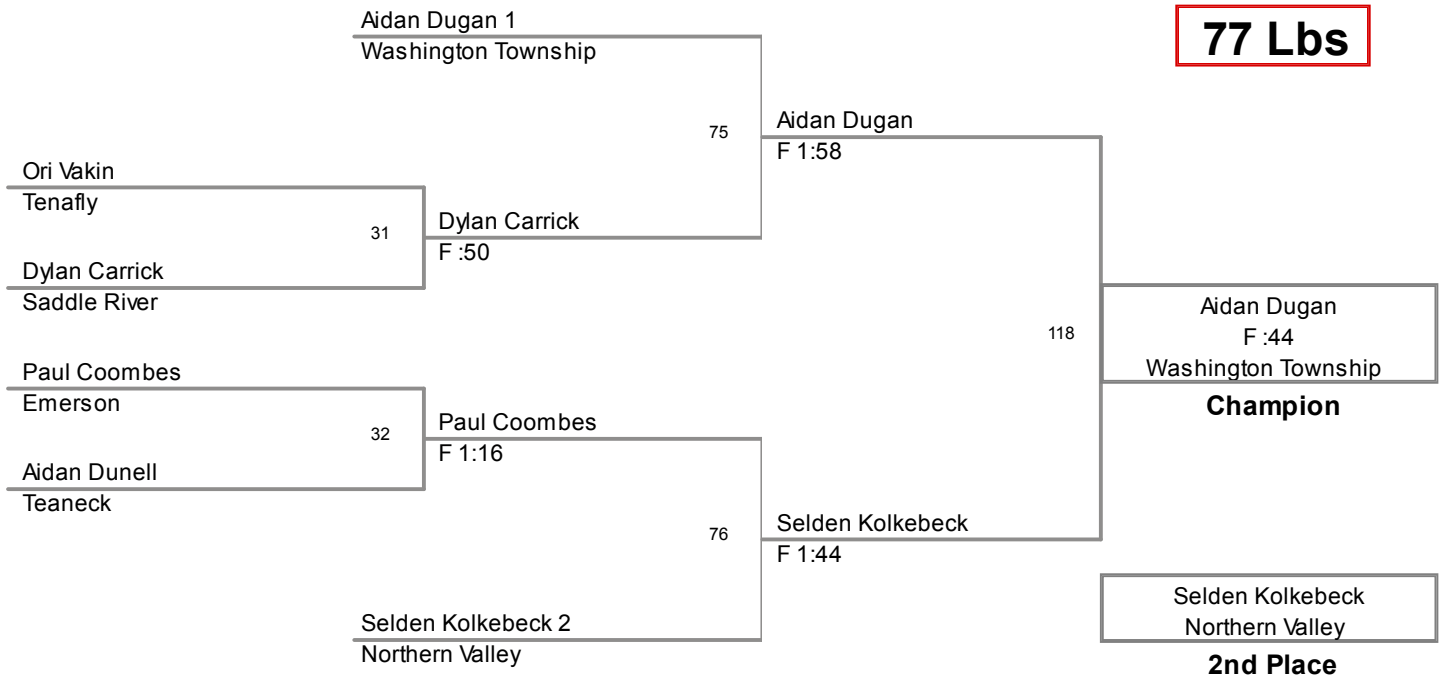 Aidan Dugan 1
Washington Township
77 Lbs
75
Aidan Dugan
F 1:58
Ori Vakin
Tenafly
31
Dylan Carrick
F :50
Dylan Carrick
Saddle River
118
Aidan Dugan
F :44
Washington Township
Champion
Paul Coombes
Emerson
32
Paul Coombes
F 1:16
Aidan Dunell
Teaneck
76
Selden Kolkebeck
F 1:44
Selden Kolkebeck 2
Northern Valley
Selden Kolkebeck
Northern Valley
2nd Place